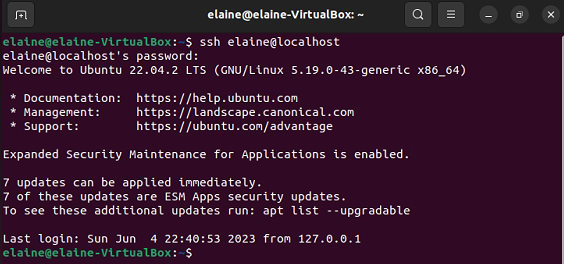 elaine@elaine-VirtualBox: ~
elaine@elaine-VirtualBox:~$ ssh elaine@localhost
elaine@localhost's password:
Welcome to Ubuntu 22.04.2 LTS (GNU/Linux 5.19.0-43-generic x86_64)
* Documentation:  https://help.ubuntu.com
* Management:     https://landscape.canonical.com
* Support:        https://ubuntu.com/advantage
Expanded Security Maintenance for Applications is enabled.
7 updates can be applied immediately.
7 of these updates are ESM Apps security updates.
To see these additional updates run: apt list --upgradable
Last login: Sun Jun  4 22:40:53 2023 from 127.0.0.1
elaine@elaine-VirtualBox:~$